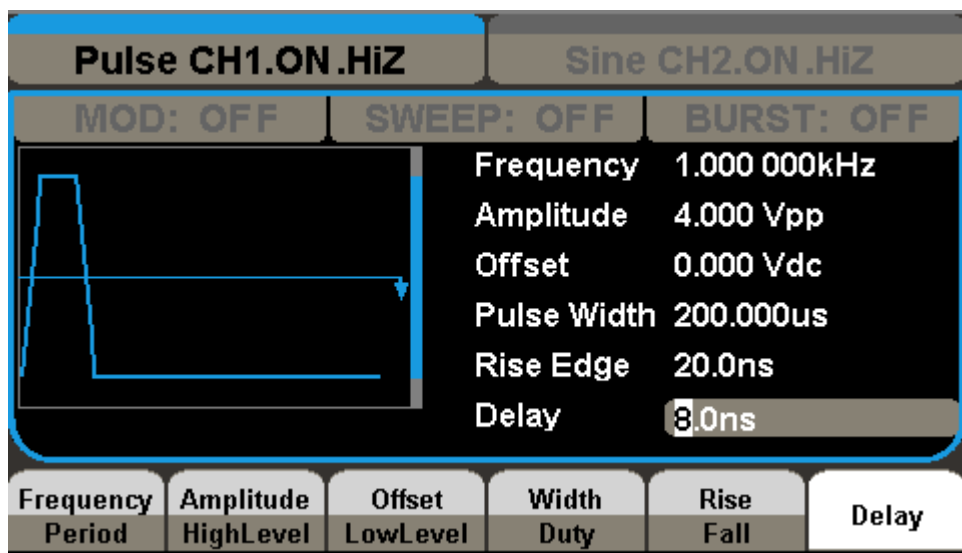 Pulse CH1.ON.HiZ
Sine CH2.ON.HiZ
MOD: OFF
SWEEP: OFF
BURST: OFF
Frequency 1.000 000kHz
Amplitude 4.000 Vpp
Offset 0.000 Vdc
Pulse Width 200.000us
Rise Edge 20.0ns
Delay 8.0ns
Frequency
Period
Amplitude
HighLevel
Offset
LowLevel
Width
Duty
Rise
Fall
Delay